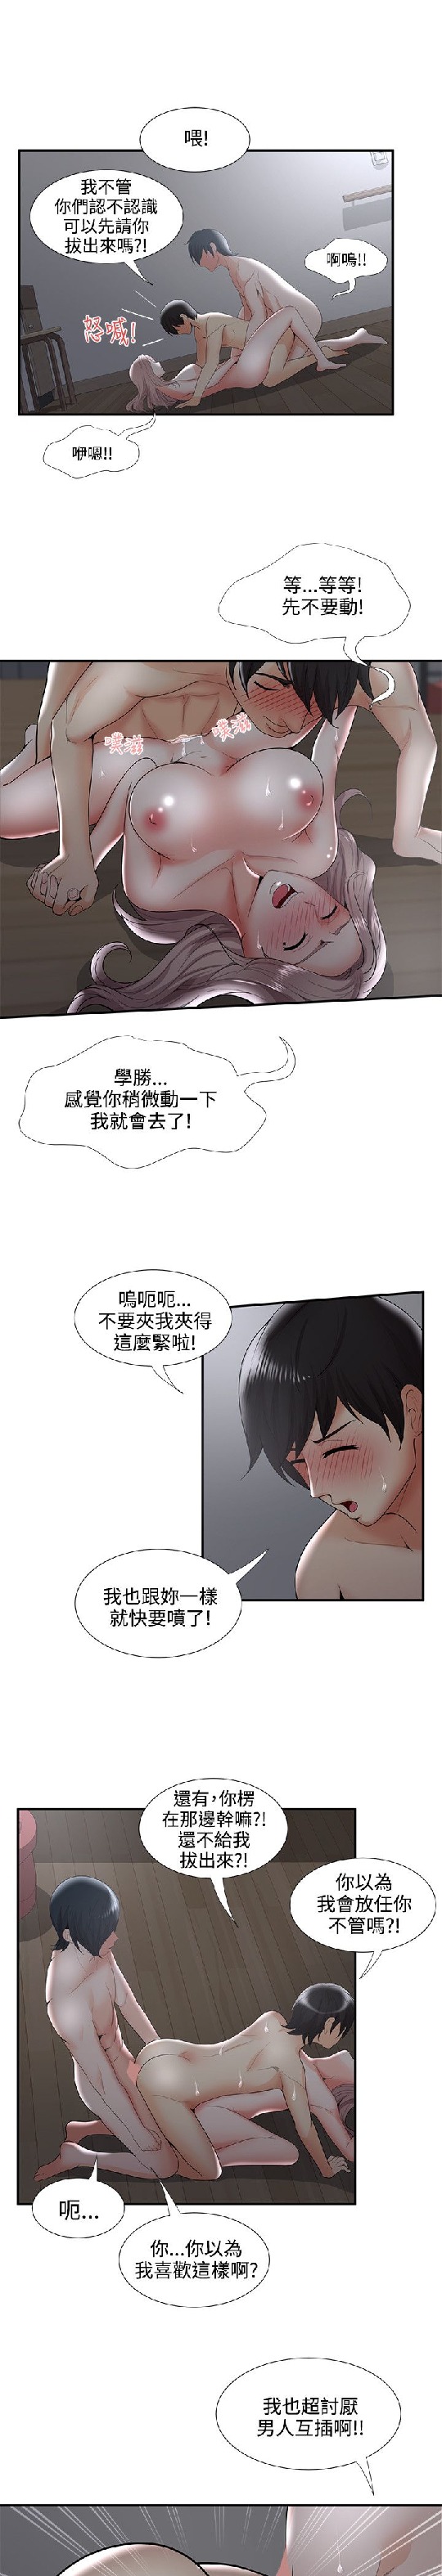 喂!
我不管
你們認不認識
可以先請你
拔出來嗎?!
啊嗚!!
怒喊!
咿嗯!!
等...等等!
先不要動!
噗滋
噗滋
學勝...
感覺你稍微動一下
我就會去了!
嗚呃呃...
不要夾我夾得
這麼緊啦!
我也跟妳一樣
就快要噴了!
還有,你楞
在那邊幹嘛?!
還不給我
拔出來?!
你以為
我會放任你
不管嗎?!
呃...
你...你以為
我喜歡這樣啊?
我也超討厭
男人互插啊!!